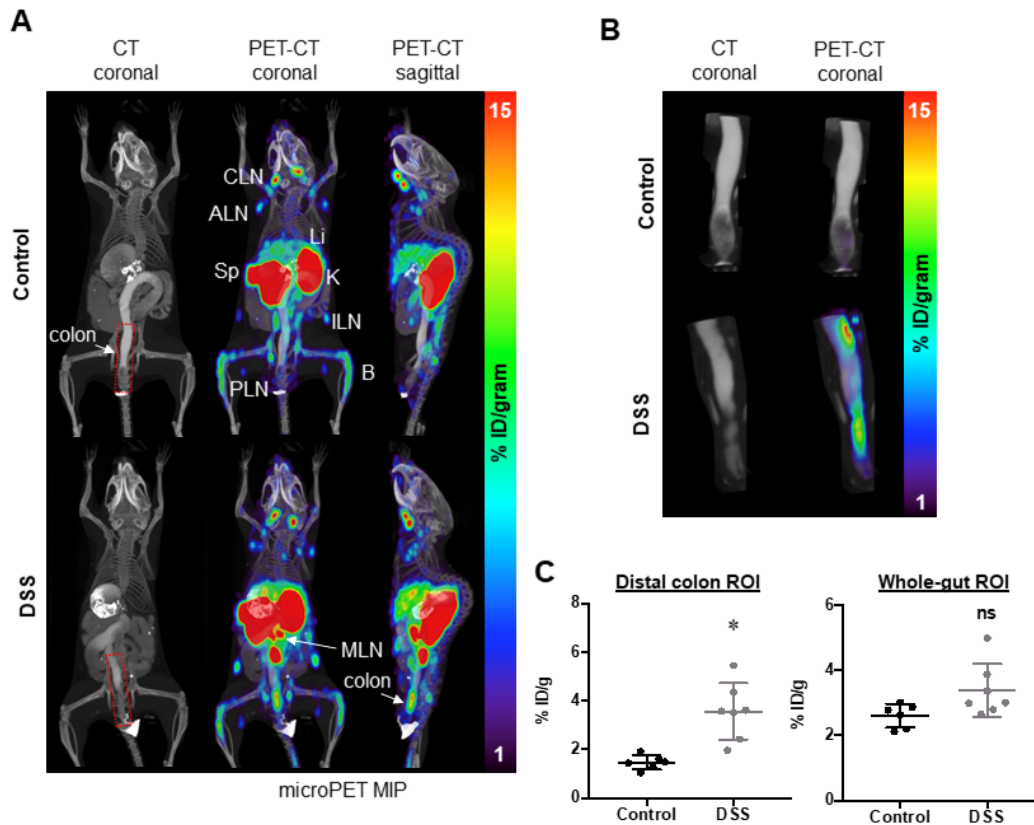 A
CT
coronal
PET-CT
coronal
PET-CT
sagittal
Control
CLN
ALN
Li
Sp
K
ILN
colon
B
PLN
15
% ID/gram
1
DSS
MLN
colon
microPET MIP
B
CT
coronal
PET-CT
coronal
Control
DSS
15
% ID/gram
1
C
Distal colon ROI
% ID/g
8
6
4
2
0
*
Control
DSS
Whole-gut ROI
% ID/g
6
4
2
0
ns
Control
DSS